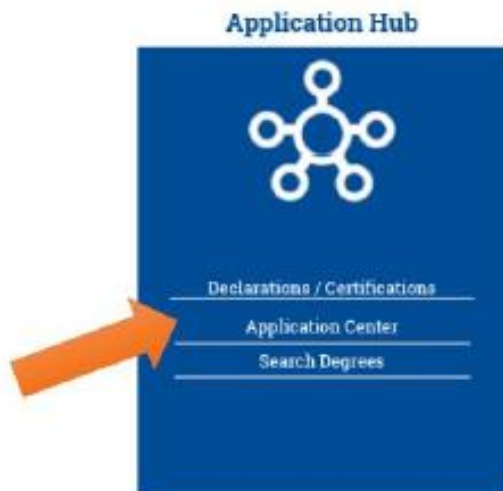 Application Hub
Declarations / Certifications
Application Center
Search Degrees